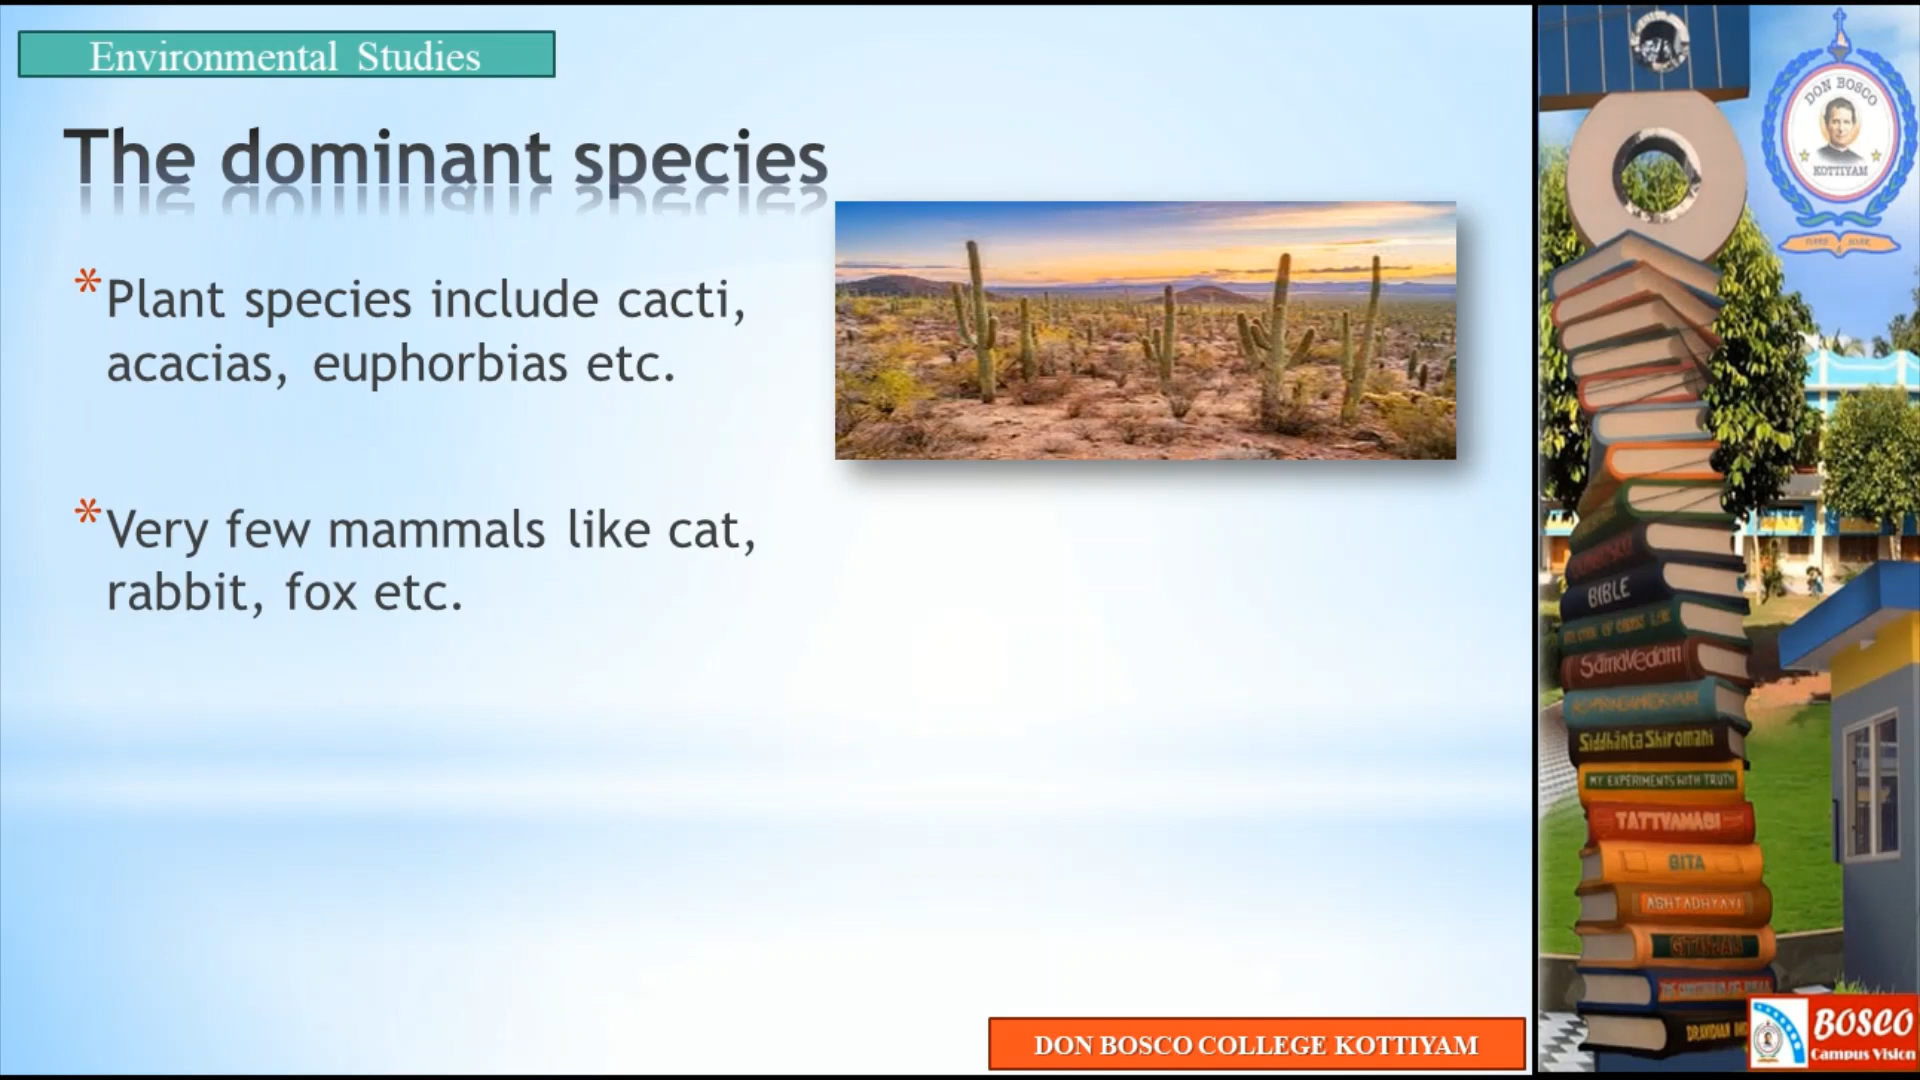 Environmental Studies
The dominant species
*Plant species include cacti,
acacias, euphorbias etc.
*Very few mammals like cat,
rabbit, fox etc.
DON BOSCO COLLEGE KOTTIYAM
DON BOSCO
KOTTIYAM
BIBLE
SamaVedam
Siddhānta Shiromani
MY EXPERIMENTS WITH TRUTH
TATTVAMASI
GITA
ASHTADHYAYI
BOSCO
Campus Vision